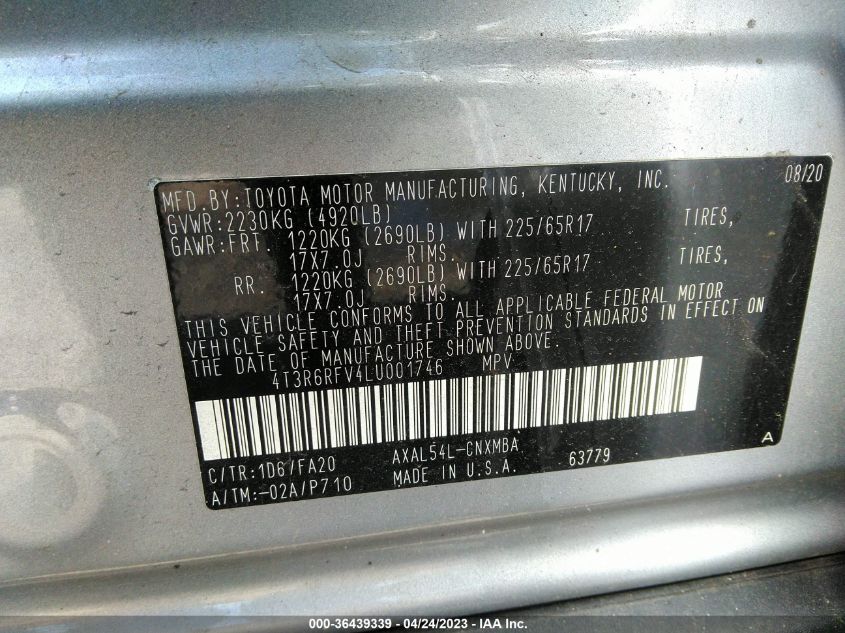 MFD.BY:TOYOTA MOTOR MANUFACTURING, KENTUCKY, INC. 08/20
GVWR:2230KG (4920LB)
GAWR:FRT. 1220KG (2690LB) WITH 225/65R17 TIRES,
17X7.0J RIMS.
RR. 1220KG (2690LB) WITH 225/65R17 TIRES,
17X7.0J RIMS.
THIS VEHICLE CONFORMS TO ALL APPLICABLE FEDERAL MOTOR
VEHICLE SAFETY AND THEFT PREVENTION STANDARDS IN EFFECT ON
THE DATE OF MANUFACTURE SHOWN ABOVE.
4T3R6RFV4LU001746 MPV
C/TR:1D6/FA20 AXAL54L-CNXMBA A
A/TM:-02A/P710 MADE IN U.S.A. 63779
000-36439339 - 04/24/2023 - IAA Inc.